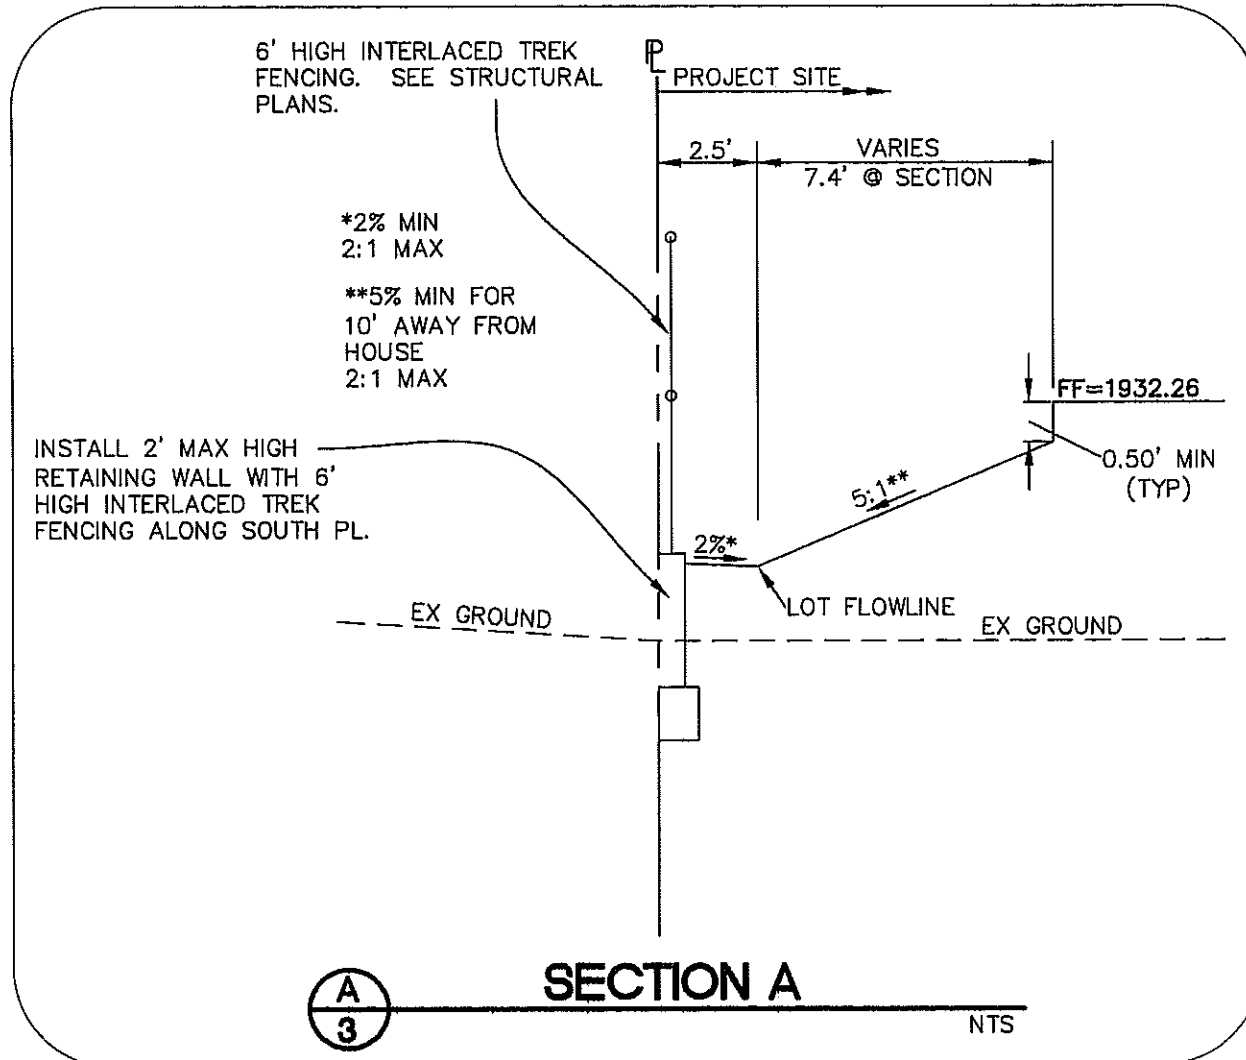 6' HIGH INTERLACED TREK
FENCING. SEE STRUCTURAL
PLANS.
PL
PROJECT SITE
2.5'
VARIES
7.4' @ SECTION
*2% MIN
2:1 MAX
**5% MIN FOR
10' AWAY FROM
HOUSE
2:1 MAX
FF=1932.26
0.50' MIN
(TYP)
5:1**
INSTALL 2' MAX HIGH
RETAINING WALL WITH 6'
HIGH INTERLACED TREK
FENCING ALONG SOUTH PL.
2%*
LOT FLOWLINE
EX GROUND
EX GROUND
A
3
SECTION A
NTS